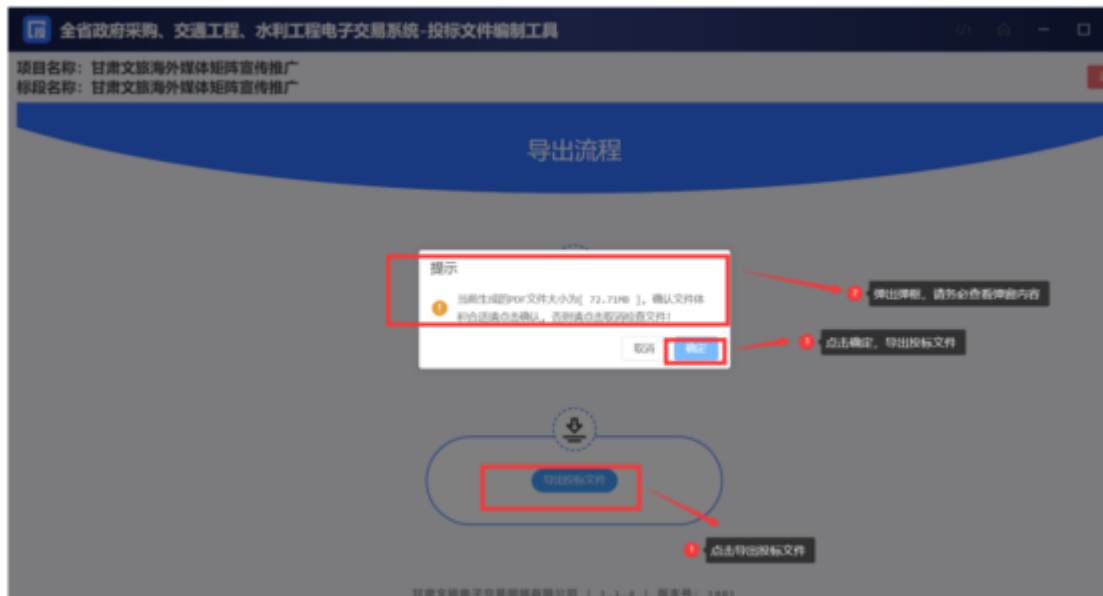 全省政府采购、交通工程、水利工程电子交易系统-投标文件编制工具
项目名称：甘肃文旅海外媒体矩阵宣传推广
标段名称：甘肃文旅海外媒体矩阵宣传推广
导出流程
提示
当前生成的PDF文件大小为[ 72.71MB ]，确认文件体
积合适请点击确认，否则请点击取消检查文件！
取消 确定
2 弹出弹框，请务必查看弹窗内容
3 点击确定，导出投标文件
导出投标文件
1 点击导出投标文件